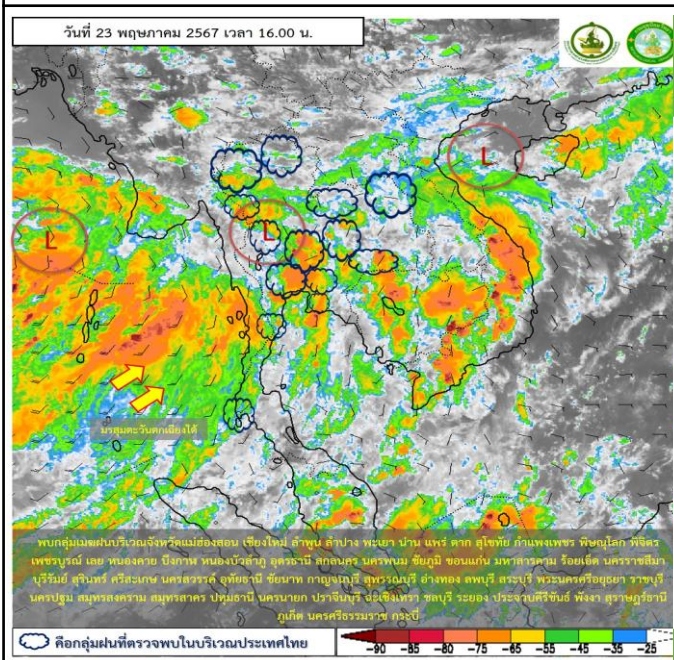 วันที่ 23 พฤษภาคม 2567 เวลา 16.00 น.
L
L
L
มรสุมตะวันตกเฉียงใต้
พบกลุ่มเมฆฝนบริเวณจังหวัดแม่ฮ่องสอน เชียงใหม่ ลำพูน ลำปาง พะเยา น่าน แพร่ ตาก สุโขทัย กำแพงเพชร พิษณุโลก พิจิตร
เพชรบูรณ์ เลย หนองคาย บึงกาฬ หนองบัวลำภู อุดรธานี สกลนคร นครพนม ชัยภูมิ ขอนแก่น มหาสารคาม ร้อยเอ็ด นครราชสีมา
บุรีรัมย์ สุรินทร์ ศรีสะเกษ นครสวรรค์ อุทัยธานี ชัยนาท กาญจนบุรี สุพรรณบุรี อ่างทอง ลพบุรี สระบุรี พระนครศรีอยุธยา ราชบุรี
นครปฐม สมุทรสงคราม สมุทรสาคร ปทุมธานี นครนายก ปราจีนบุรี ฉะเชิงเทรา ชลบุรี ระยอง ประจวบคีรีขันธ์ พังงา สุราษฎร์ธานี
ภูเก็ต นครศรีธรรมราช กระบี่
คือกลุ่มฝนที่ตรวจพบในบริเวณประเทศไทย
-90 -85 -80 -75 -65 -55 -45 -35 -25